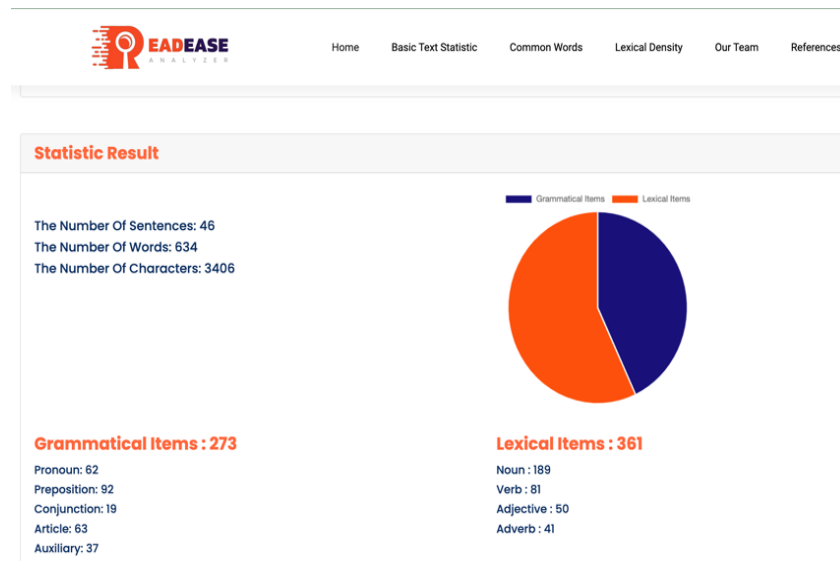 READEASE
ANALYZER
Home Basic Text Statistic Common Words Lexical Density Our Team References
Statistic Result
Grammatical Items Lexical Items
The Number Of Sentences: 46
The Number Of Words: 634
The Number Of Characters: 3406
Grammatical Items : 273
Pronoun: 62
Preposition: 92
Conjunction: 19
Article: 63
Auxiliary: 37
Lexical Items : 361
Noun : 189
Verb : 81
Adjective : 50
Adverb : 41